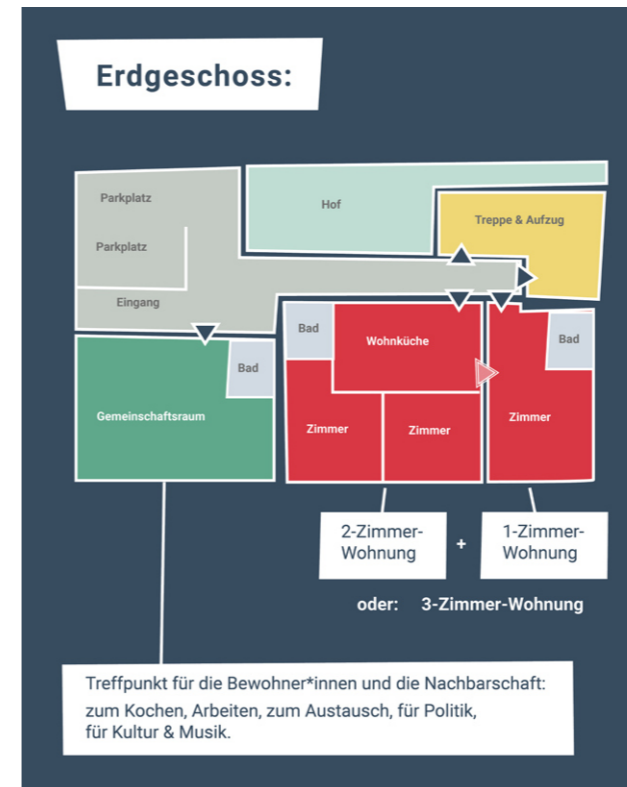 Erdgeschoss:
Parkplatz
Hof
Treppe & Aufzug
Parkplatz
Eingang
Bad
Wohnküche
Bad
Bad
Gemeinschaftsraum
Zimmer
Zimmer
Zimmer
2-Zimmer-
Wohnung
+
1-Zimmer-
Wohnung
oder: 3-Zimmer-Wohnung
Treffpunkt für die Bewohner*innen und die Nachbarschaft:
zum Kochen, Arbeiten, zum Austausch, für Politik,
für Kultur & Musik.